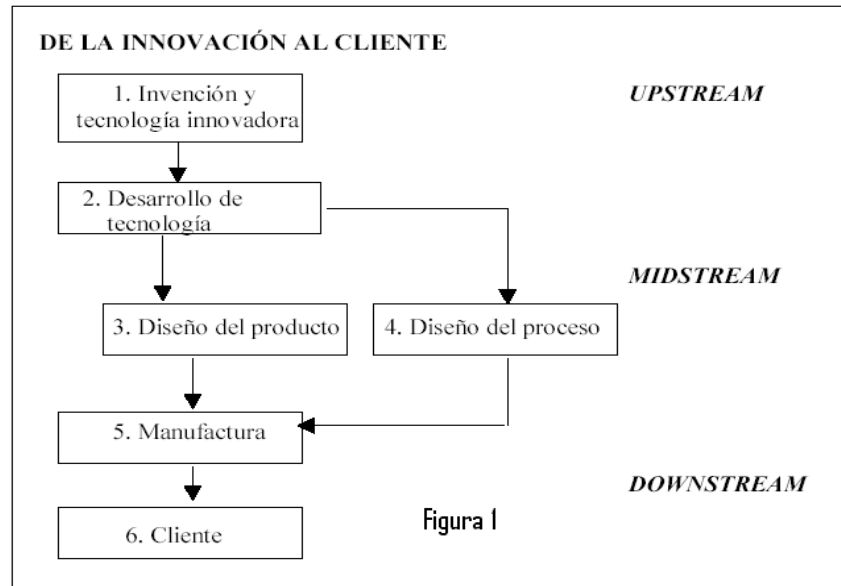 DE LA INNOVACIÓN AL CLIENTE
1. Invención y
tecnología innovadora
UPSTREAM
2. Desarrollo de
tecnología
MIDSTREAM
3. Diseño del producto
4. Diseño del proceso
5. Manufactura
DOWNSTREAM
6. Cliente
Figura 1